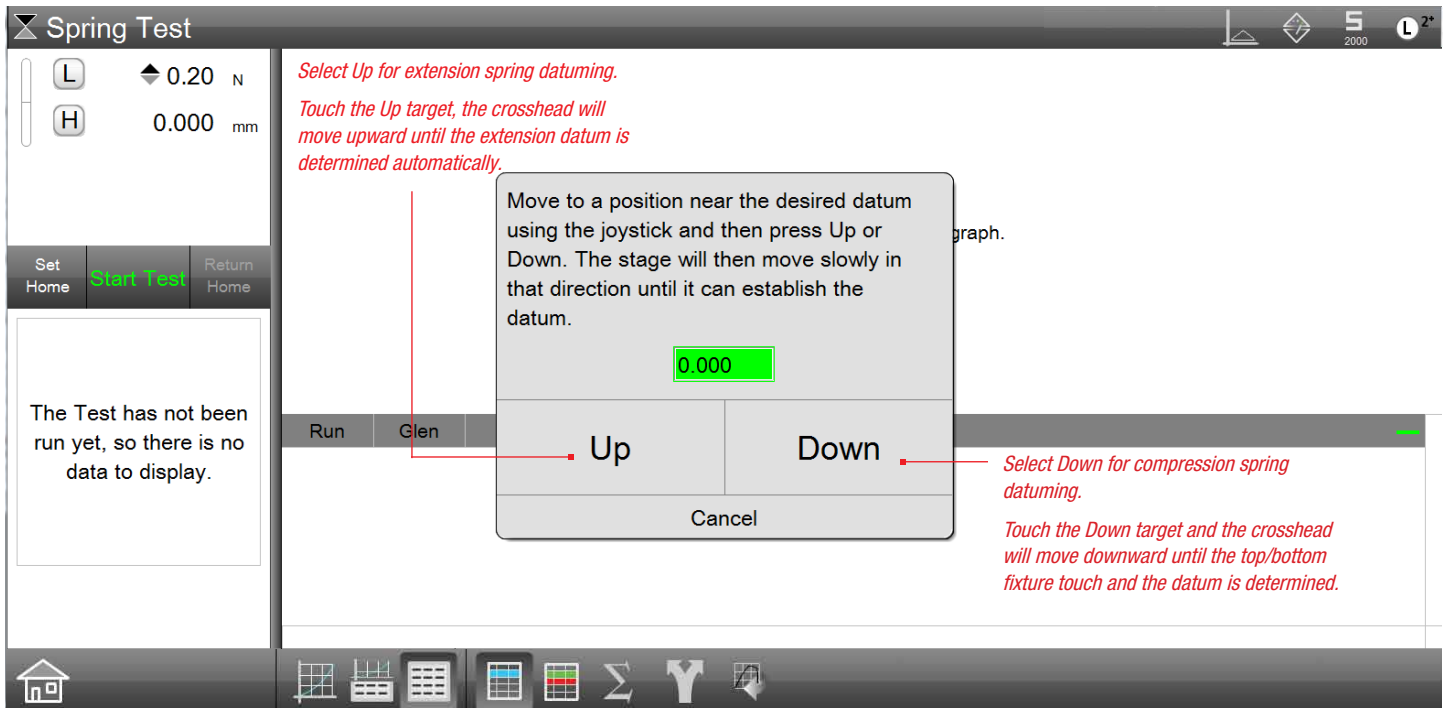 Spring Test
S
2000
L 2+
L 0.20 N
H 0.000 mm
Set
Home
Start Test
Return
Home
The Test has not been
run yet, so there is no
data to display.
Select Up for extension spring datuming.
Touch the Up target, the crosshead will
move upward until the extension datum is
determined automatically.
graph.
Move to a position near the desired datum
using the joystick and then press Up or
Down. The stage will then move slowly in
that direction until it can establish the
datum.
0.000
Up
Down
Cancel
Run
Glen
Select Down for compression spring
datuming.
Touch the Down target and the crosshead
will move downward until the top/bottom
fixture touch and the datum is determined.
Σ